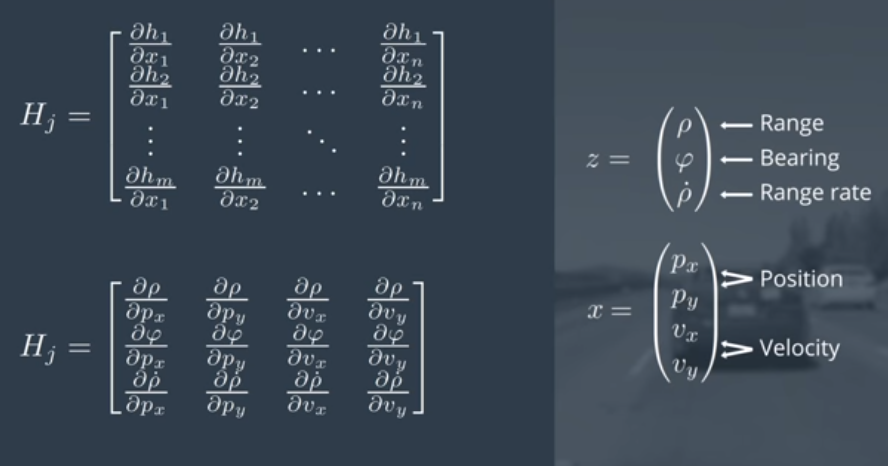 H_j = [ ∂h_1/∂x_1 ∂h_1/∂x_2 ... ∂h_1/∂x_n
∂h_2/∂x_1 ∂h_2/∂x_2 ... ∂h_2/∂x_n
⋮ ⋮ ⋱ ⋮
∂h_m/∂x_1 ∂h_m/∂x_2 ... ∂h_m/∂x_n ]
H_j = [ ∂ρ/∂p_x ∂ρ/∂p_y ∂ρ/∂v_x ∂ρ/∂v_y
∂φ/∂p_x ∂φ/∂p_y ∂φ/∂v_x ∂φ/∂v_y
∂ρ̇/∂p_x ∂ρ̇/∂p_y ∂ρ̇/∂v_x ∂ρ̇/∂v_y ]
z = ( ρ ← Range
φ ← Bearing
ρ̇ ) ← Range rate
x = ( p_x
p_y ← Position
v_x
v_y ) ← Velocity